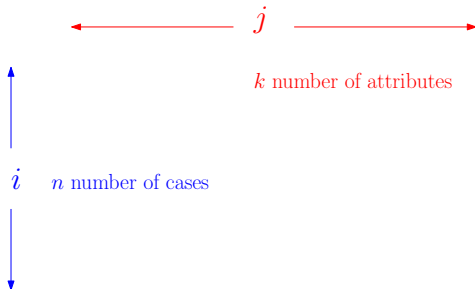 j
k number of attributes
i n number of cases